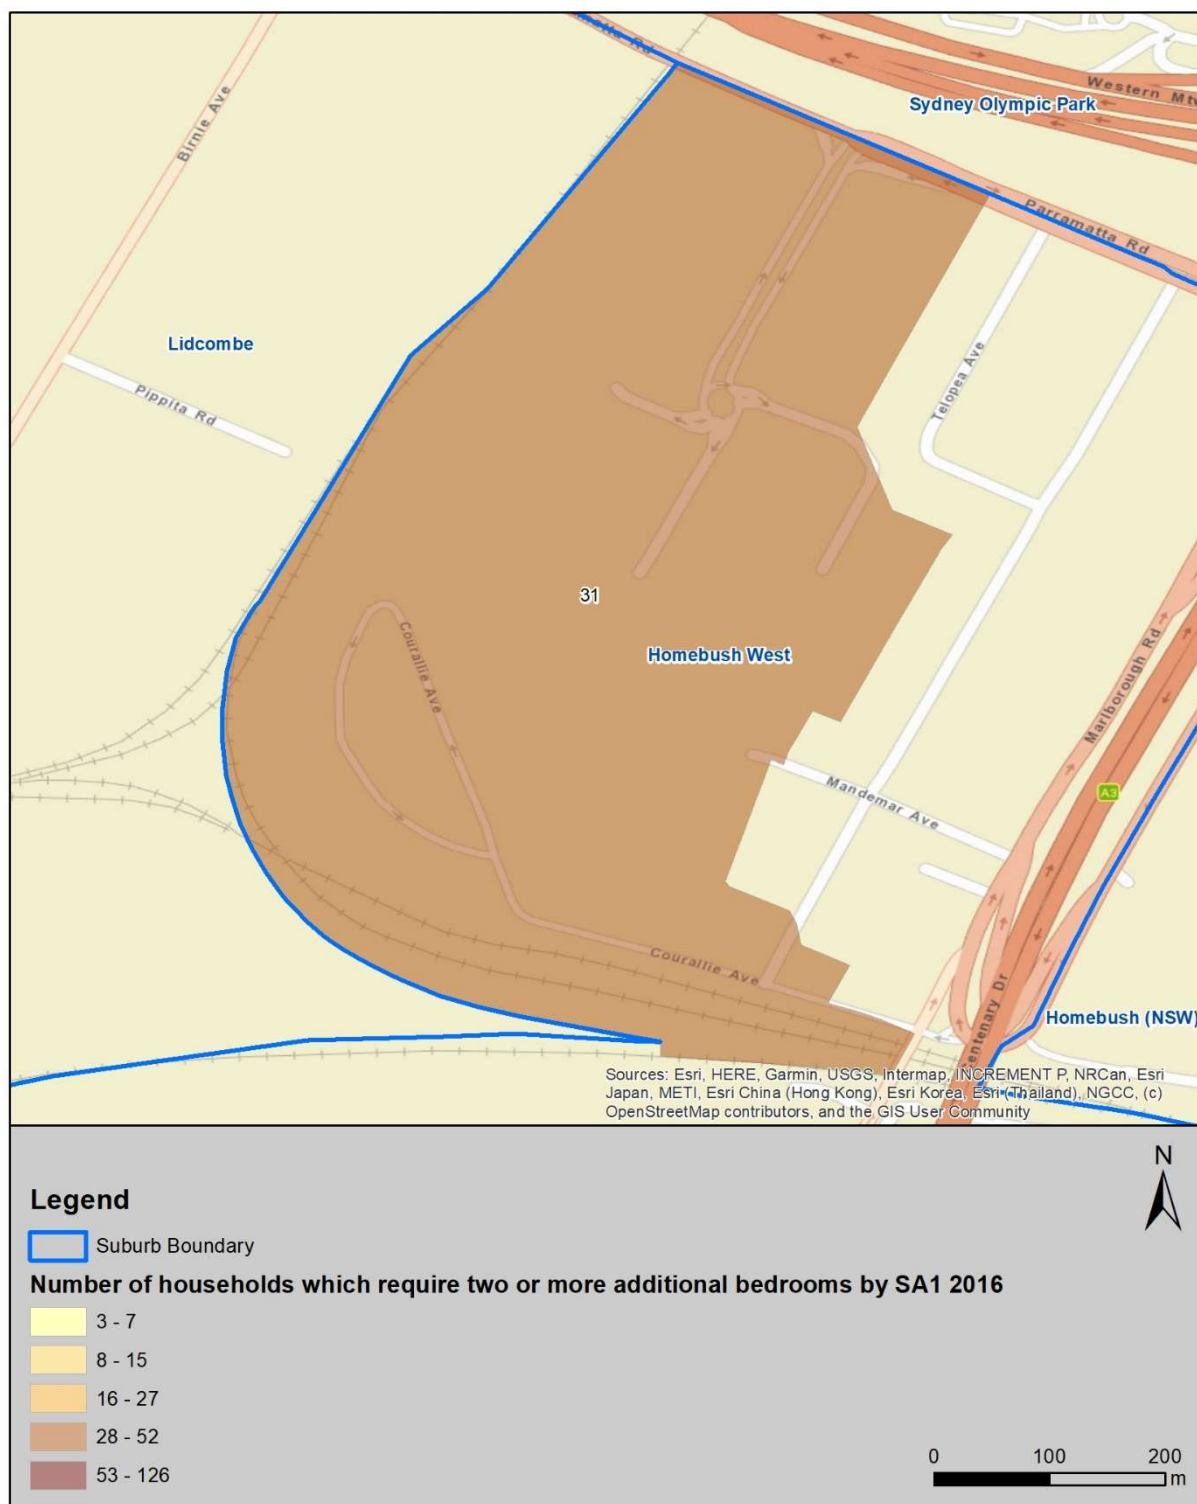 Western Mtw
Sydney Olympic Park
Birnie Ave
Parramatta Rd
Lidcombe
Pippita Rd
Telopea Ave
31
Homebush West
Courallie Ave
Marlborough Rd
A3
Mandemar Ave
Courallie Ave
Centenary Dr
Homebush (NSW)
Sources: Esri, HERE, Garmin, USGS, Intermap, INCREMENT P, NRCan, Esri
Japan, METI, Esri China (Hong Kong), Esri Korea, Esri (Thailand), NGCC, (c)
OpenStreetMap contributors, and the GIS User Community
N
Legend
Suburb Boundary
Number of households which require two or more additional bedrooms by SA1 2016
3 - 7
8 - 15
16 - 27
28 - 52
53 - 126
0 100 200
m